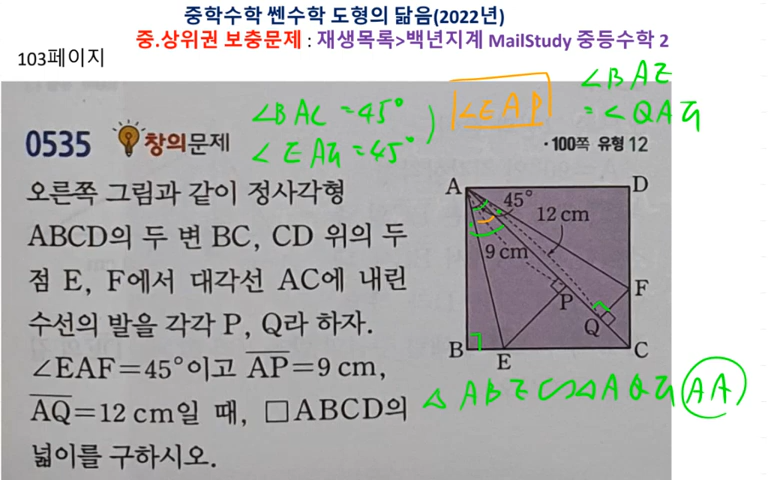 중학수학 쎈수학 도형의 닮음(2022년)
중.상위권 보충문제 : 재생목록>백년지계 MailStudy 중등수학 2
103페이지
∠BAC = 45°
∠EAF = 45°
)
∠EAP
∠BAE
= ∠QAF
0535 창의문제
• 100쪽 유형 12
오른쪽 그림과 같이 정사각형
ABCD의 두 변 BC, CD 위의 두
점 E, F에서 대각선 AC에 내린
수선의 발을 각각 P, Q라 하자.
∠EAF=45°이고 AP=9 cm,
AQ=12 cm일 때, □ABCD의
넓이를 구하시오.
A
D
45°
12 cm
9 cm
F
P
Q
B
E
C
△ABE∽△AQF AA